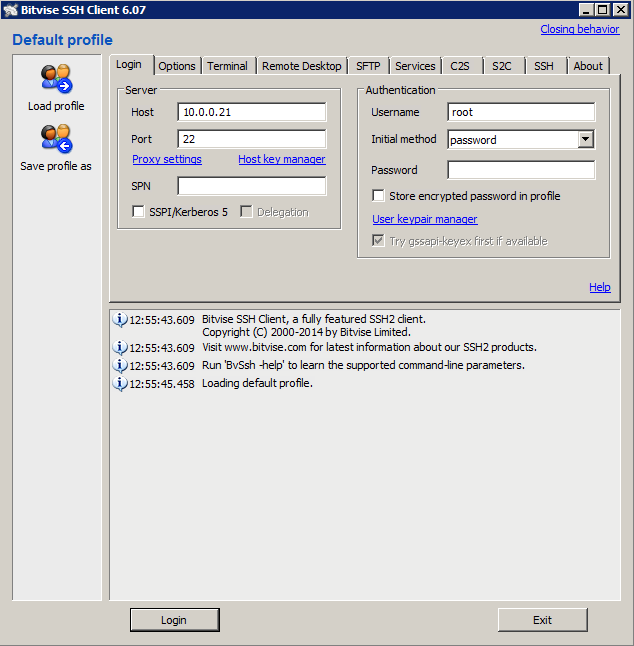 Bitvise SSH Client 6.07
Closing behavior
Default profile
Load profile
Save profile as
Login Options Terminal Remote Desktop SFTP Services C2S S2C SSH About
Server
Host 10.0.0.21
Port 22
Proxy settings Host key manager
SPN
SSPI/Kerberos 5 Delegation
Authentication
Username root
Initial method password
Password
Store encrypted password in profile
User keypair manager
Try gssapi-keyex first if available
Help
12:55:43.609 Bitvise SSH Client, a fully featured SSH2 client.
Copyright (C) 2000-2014 by Bitvise Limited.
12:55:43.609 Visit www.bitvise.com for latest information about our SSH2 products.
12:55:43.609 Run 'BvSsh -help' to learn the supported command-line parameters.
12:55:45.458 Loading default profile.
Login Exit